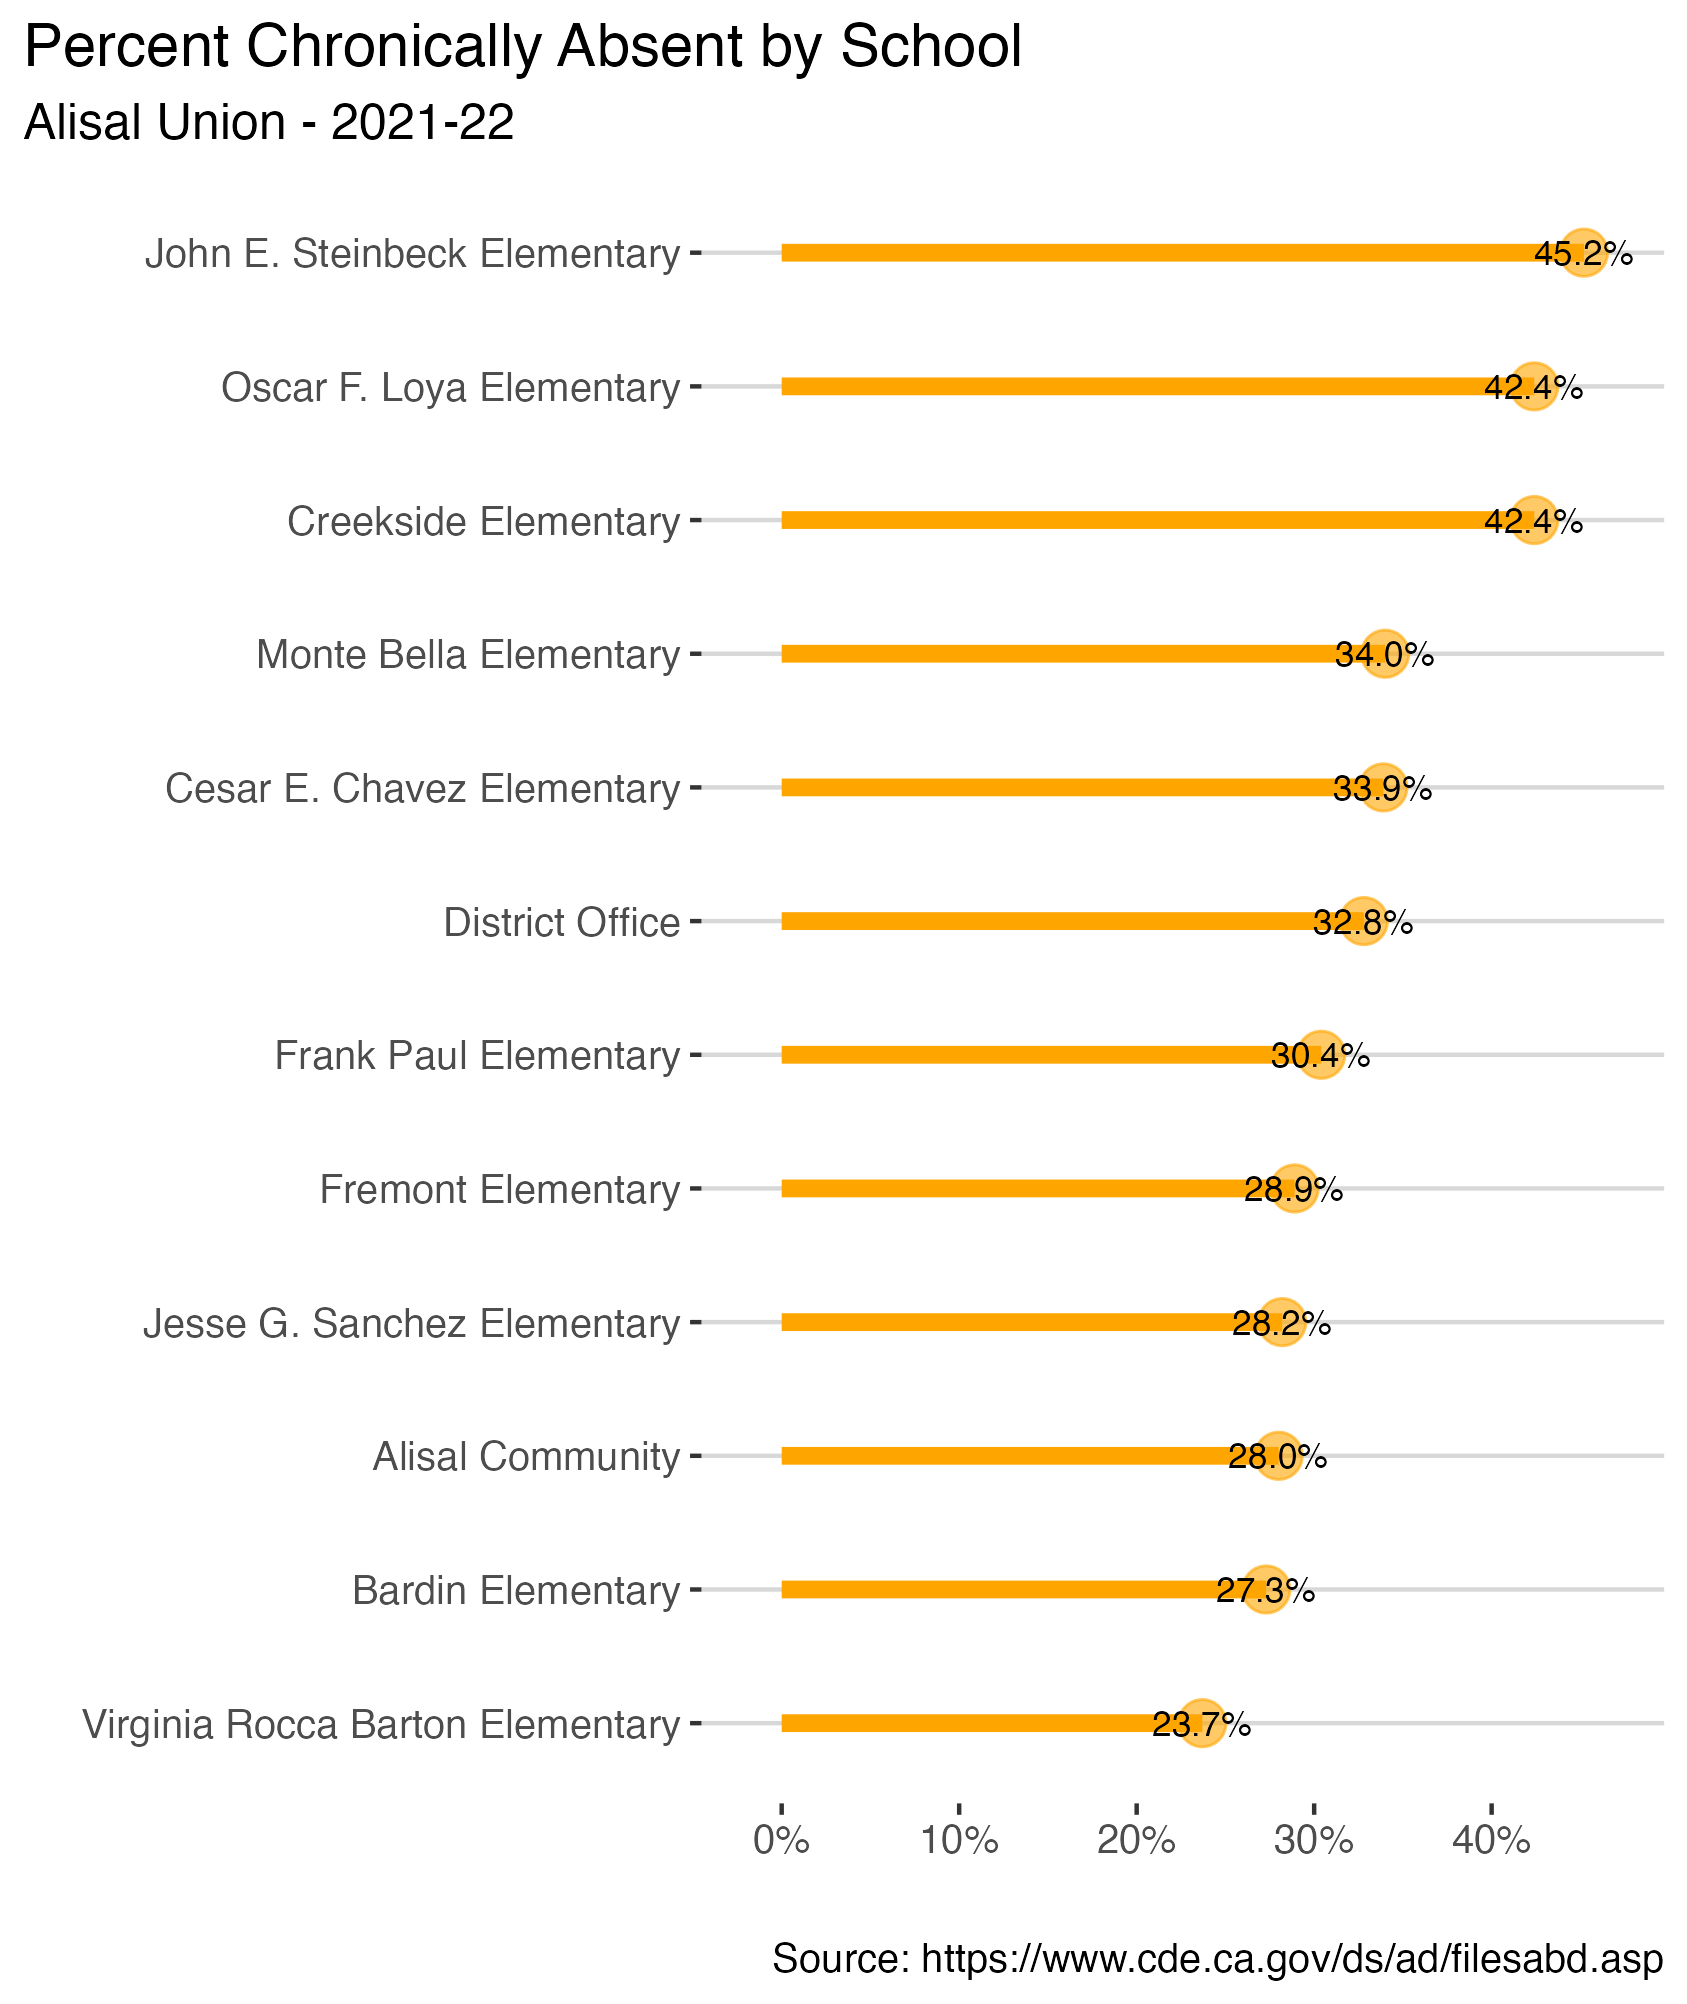 Percent Chronically Absent by School
Alisal Union - 2021-22
John E. Steinbeck Elementary 45.2%
Oscar F. Loya Elementary 42.4%
Creekside Elementary 42.4%
Monte Bella Elementary 34.0%
Cesar E. Chavez Elementary 33.9%
District Office 32.8%
Frank Paul Elementary 30.4%
Fremont Elementary 28.9%
Jesse G. Sanchez Elementary 28.2%
Alisal Community 28.0%
Bardin Elementary 27.3%
Virginia Rocca Barton Elementary 23.7%
0% 10% 20% 30% 40%
Source: https://www.cde.ca.gov/ds/ad/filesabd.asp